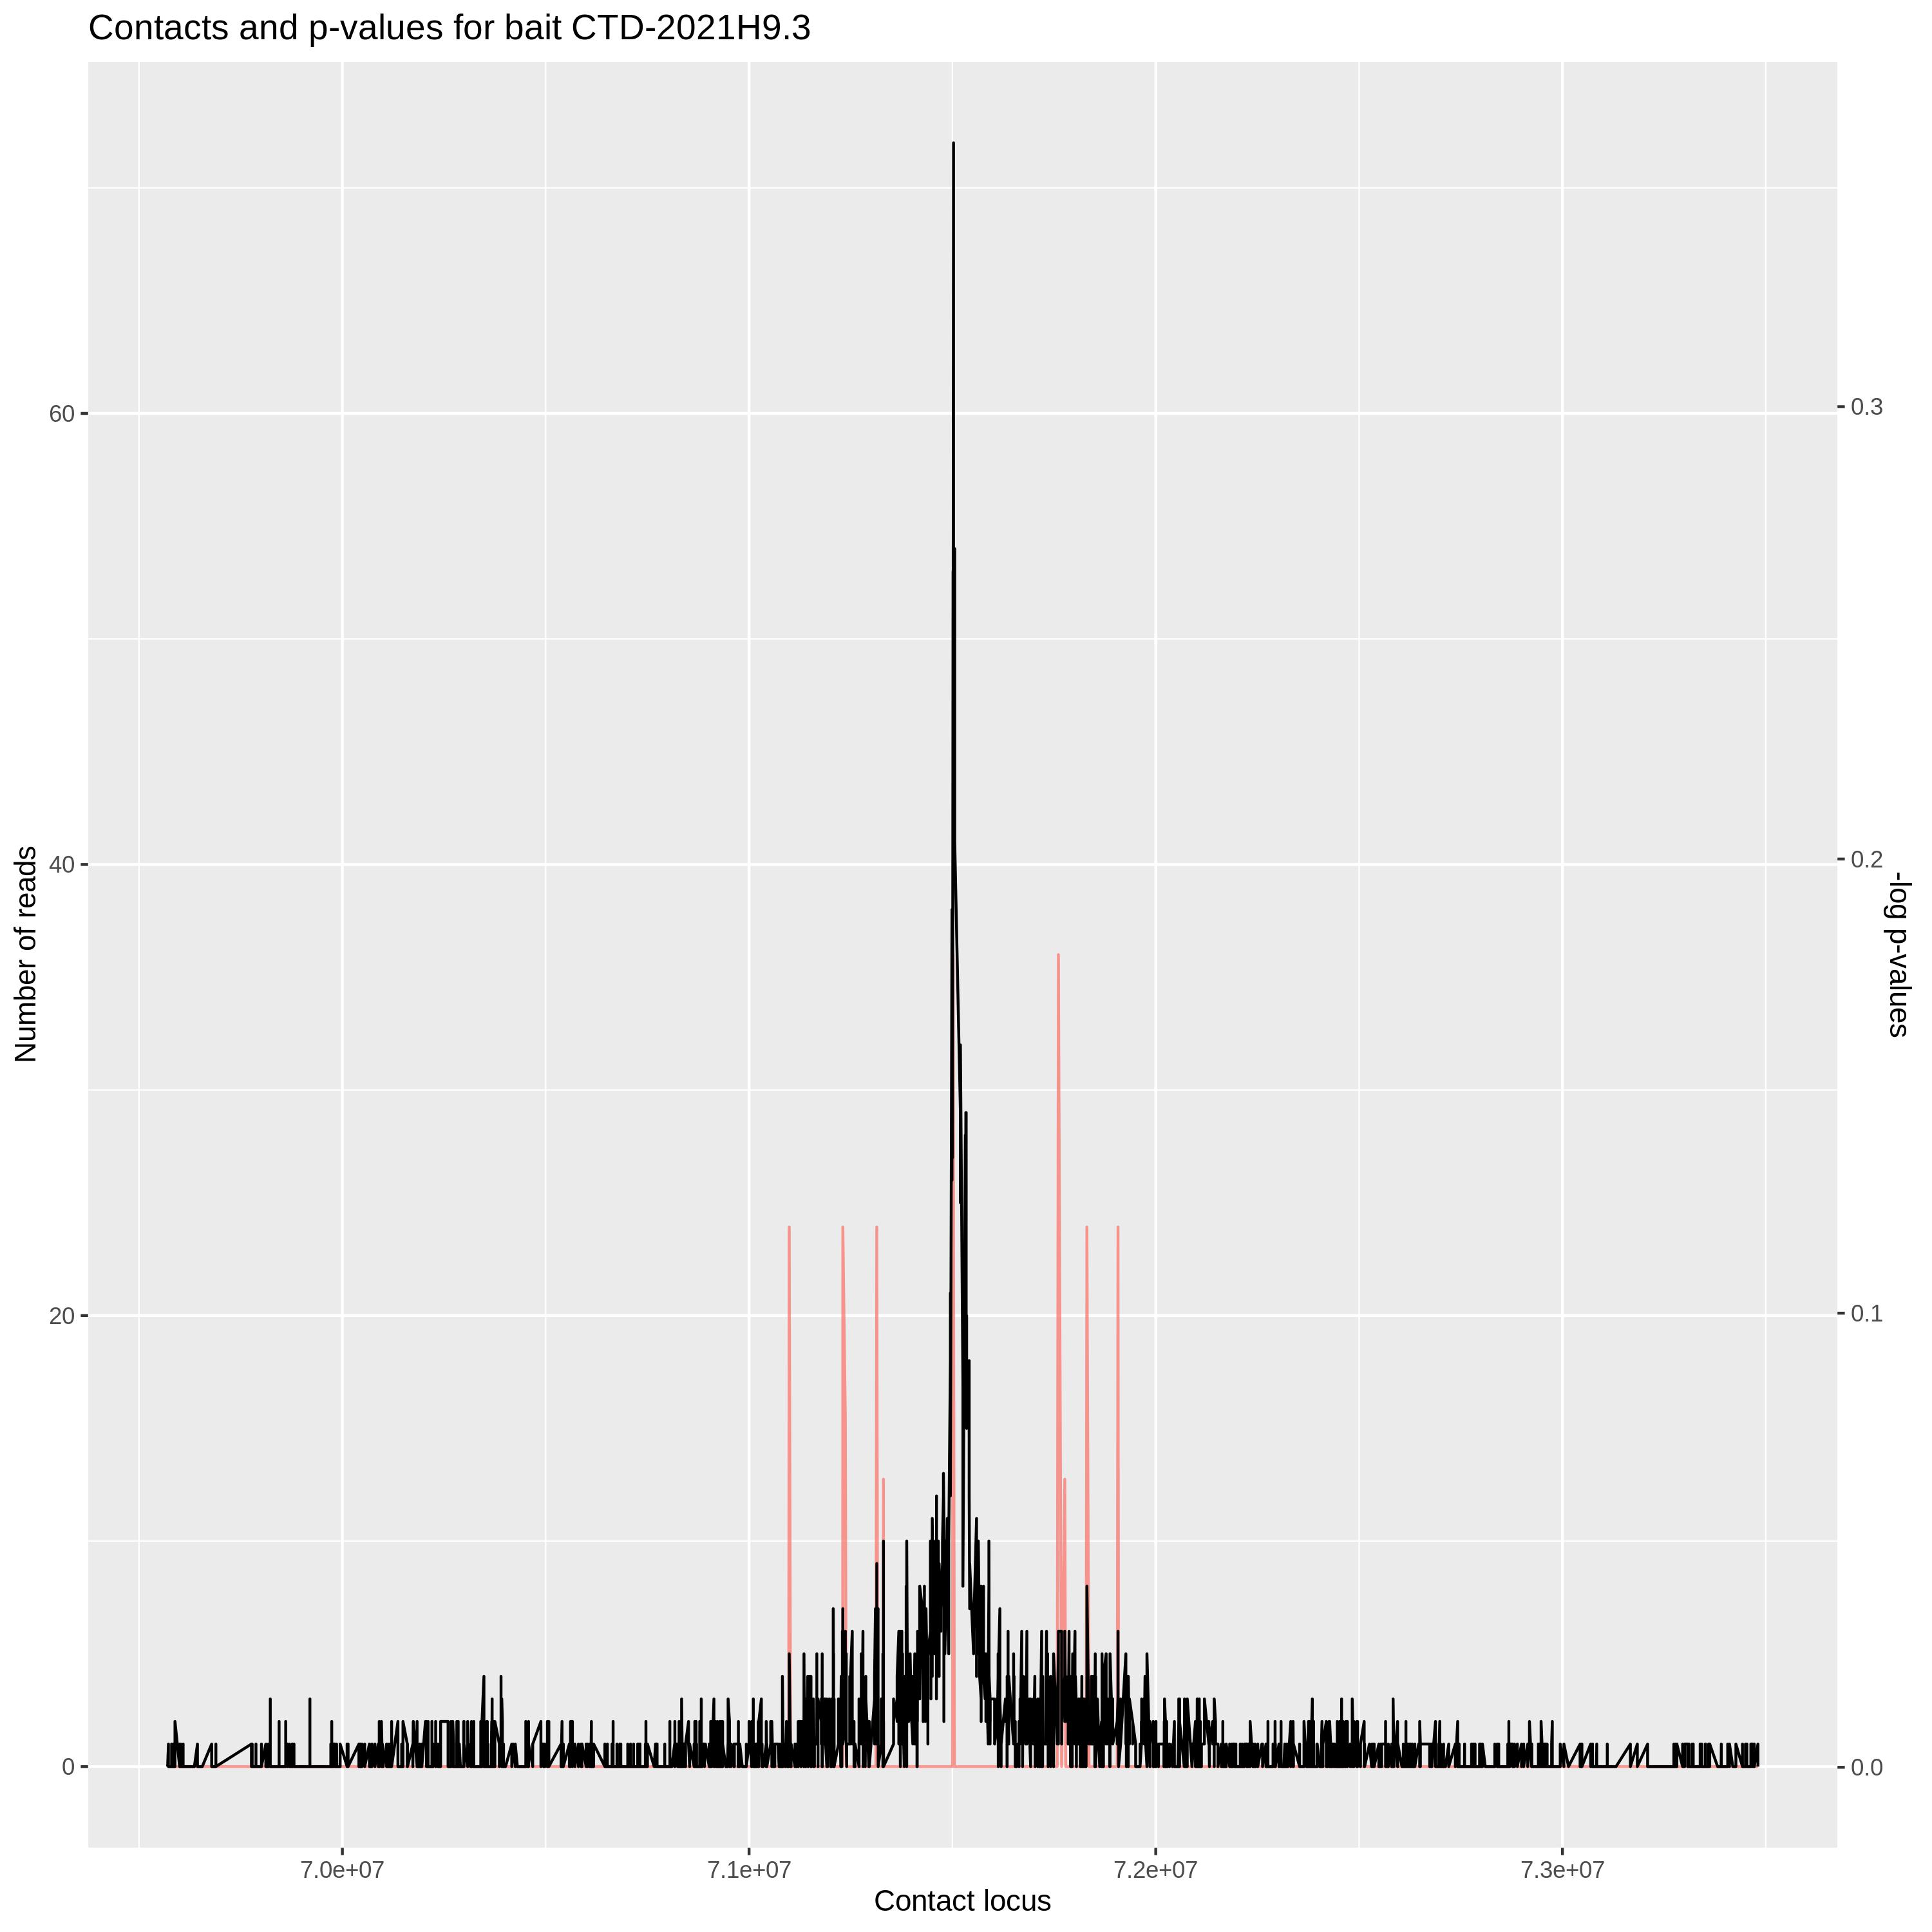 Contacts and p-values for bait CTD-2021H9.3
Number of reads
60
40
20
0
0.3
0.2
0.1
0.0
-log p-values
7.0e+07
7.1e+07
7.2e+07
7.3e+07
Contact locus